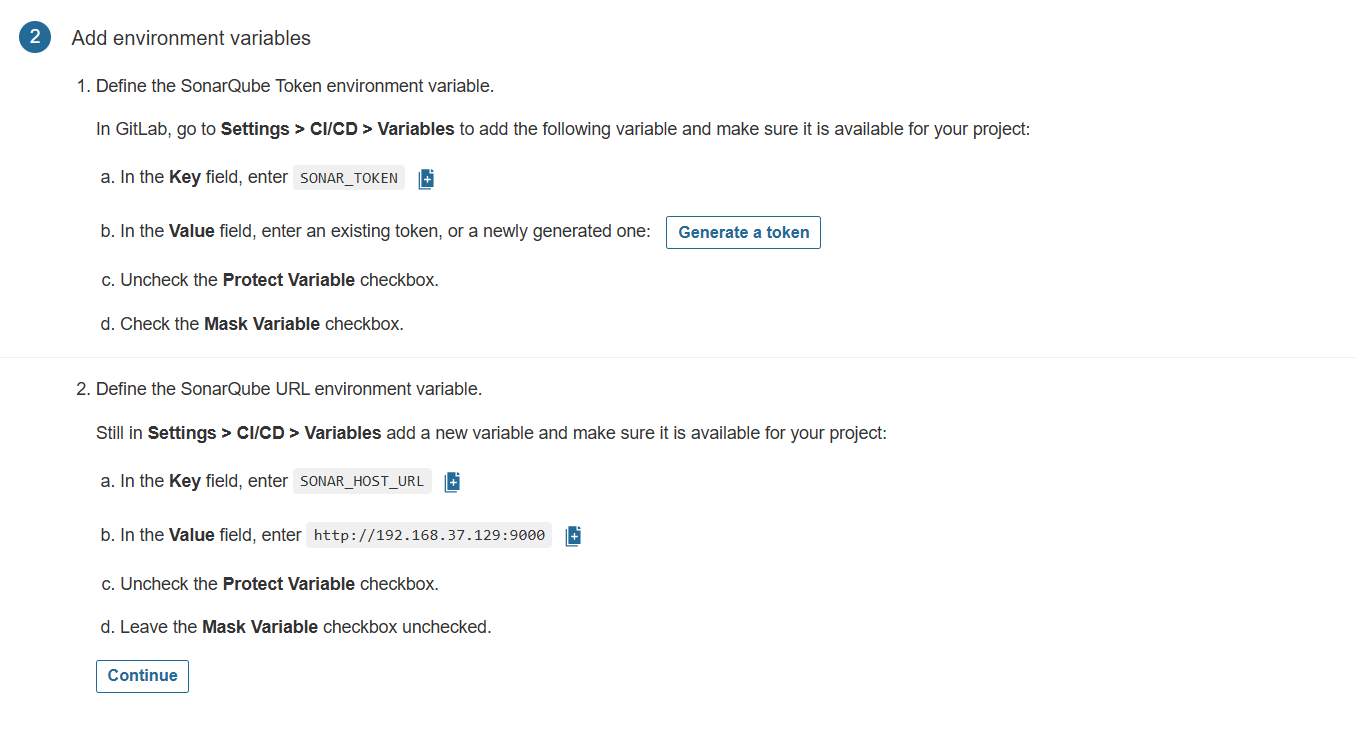 2 Add environment variables
1. Define the SonarQube Token environment variable.
In GitLab, go to Settings > CI/CD > Variables to add the following variable and make sure it is available for your project:
a. In the Key field, enter SONAR_TOKEN
b. In the Value field, enter an existing token, or a newly generated one: Generate a token
c. Uncheck the Protect Variable checkbox.
d. Check the Mask Variable checkbox.
2. Define the SonarQube URL environment variable.
Still in Settings > CI/CD > Variables add a new variable and make sure it is available for your project:
a. In the Key field, enter SONAR_HOST_URL
b. In the Value field, enter http://192.168.37.129:9000
c. Uncheck the Protect Variable checkbox.
d. Leave the Mask Variable checkbox unchecked.
Continue